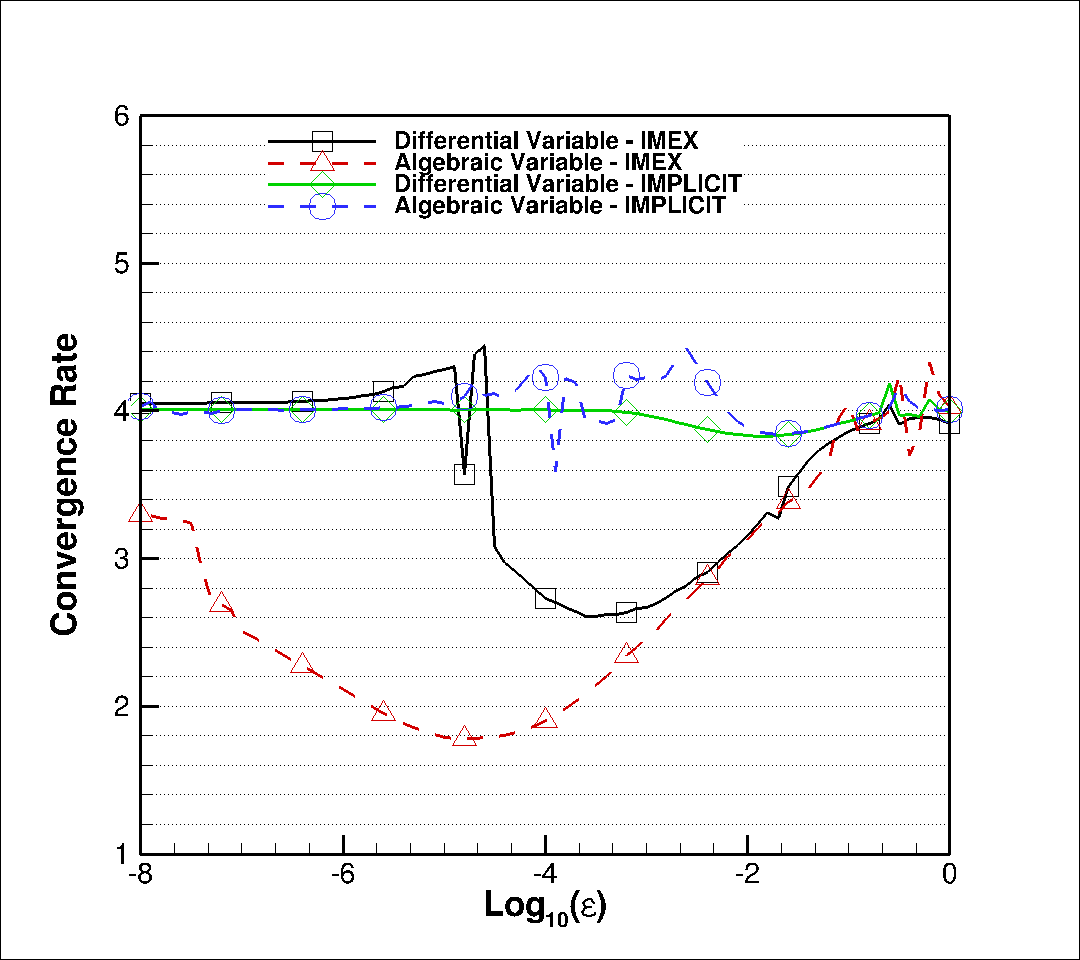 6
Differential Variable - IMEX
Algebraic Variable - IMEX
Differential Variable - IMPLICIT
Algebraic Variable - IMPLICIT
5
Convergence Rate
4
3
2
1
-8 -6 -4 -2 0
Log₁₀(ε)